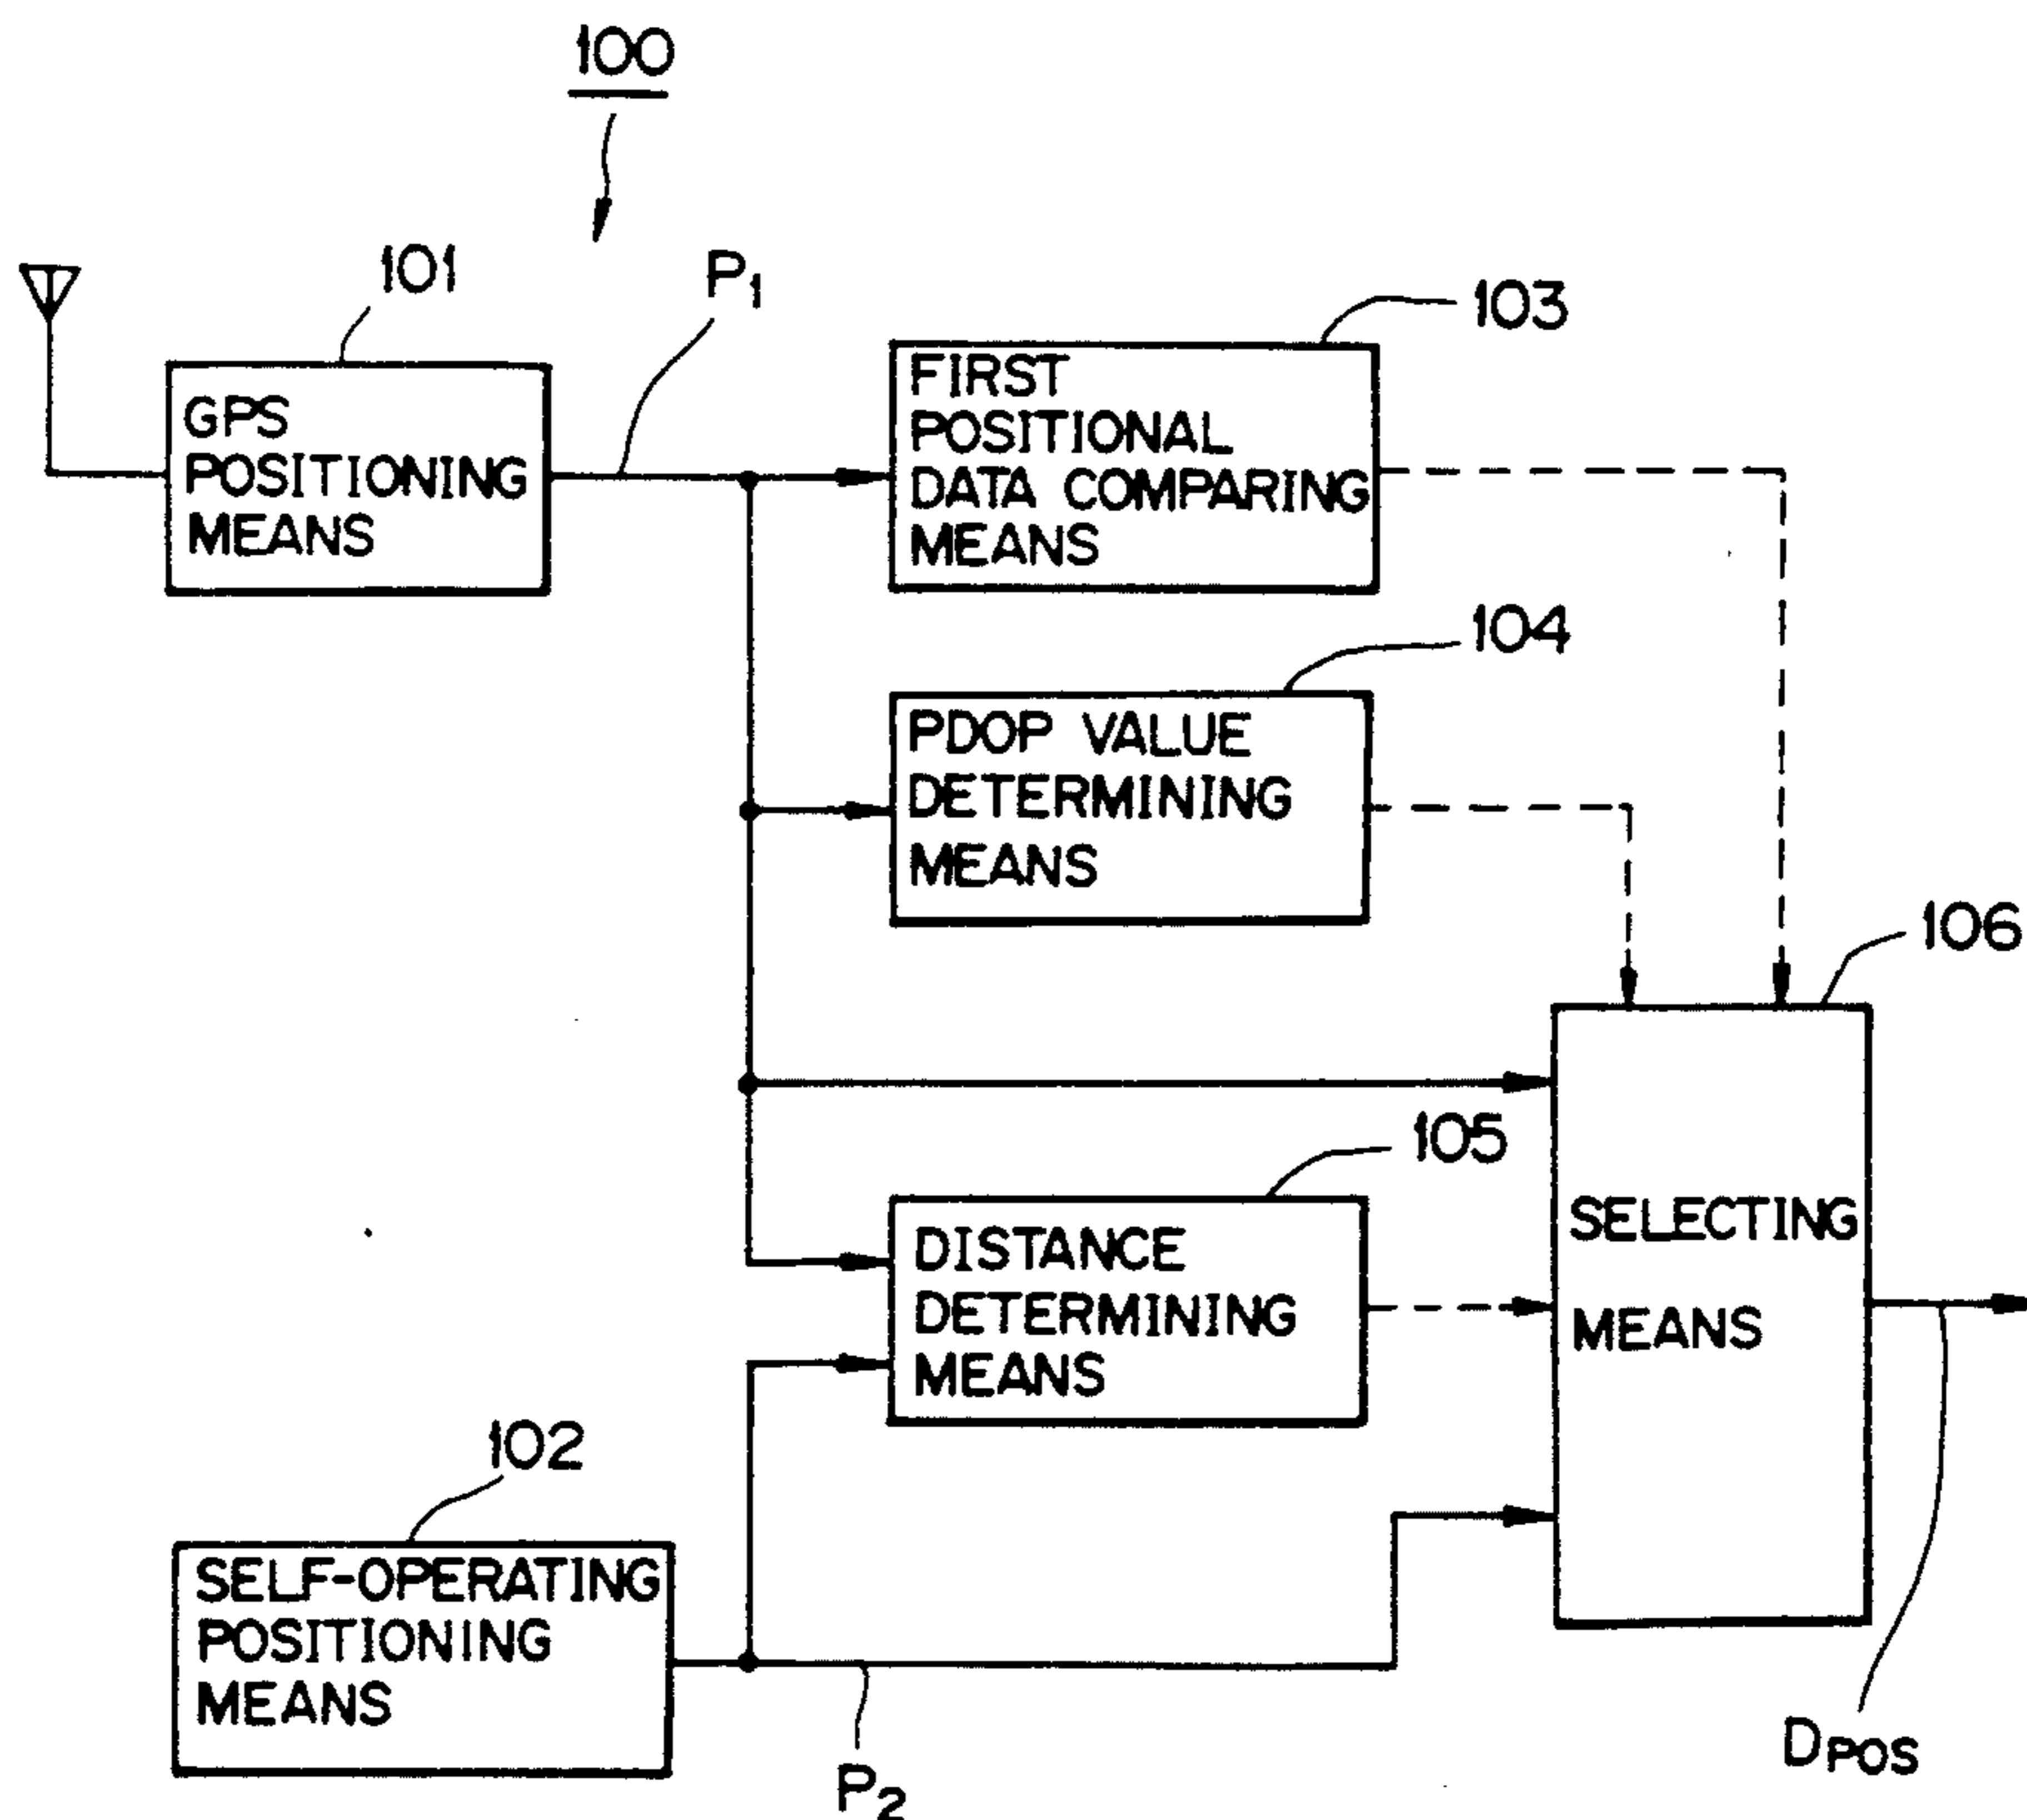 100
101
P1
103
GPS
POSITIONING
MEANS
FIRST
POSITIONAL
DATA COMPARING
MEANS
104
PDOP VALUE
DETERMINING
MEANS
106
105
DISTANCE
DETERMINING
MEANS
SELECTING
MEANS
102
SELF-OPERATING
POSITIONING
MEANS
P2
DPOS